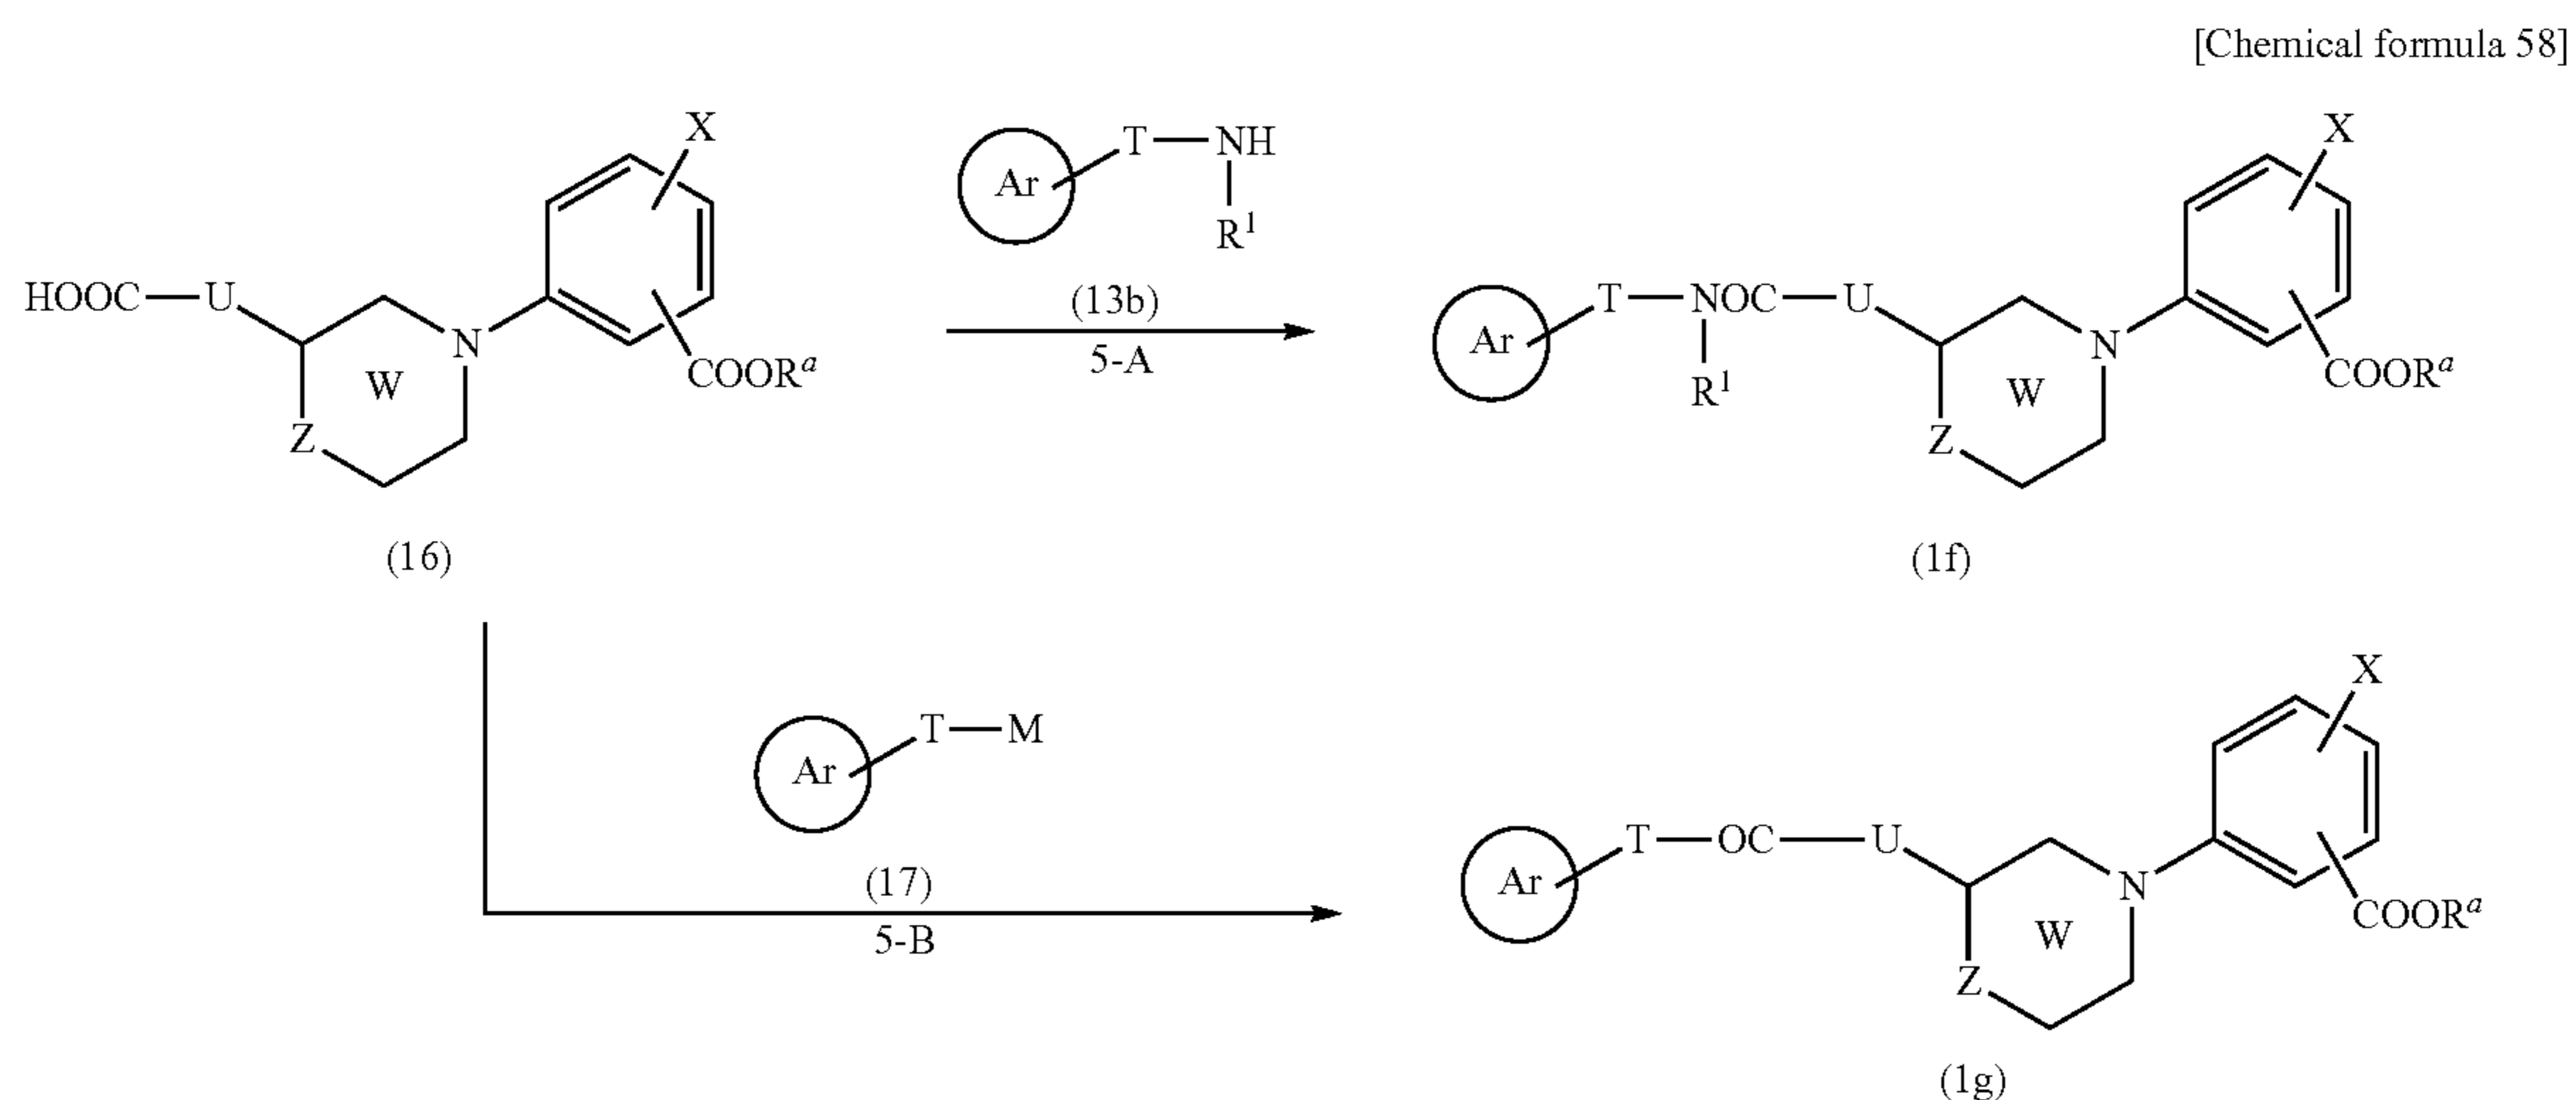 [Chemical formula 58]
X
T—NH
Ar
R¹
(13b)
5-A
HOOC—U
N
W
Z
COORᵃ
(16)
X
T—NOC—U
Ar
R¹
N
W
Z
COORᵃ
(1f)
T—M
Ar
(17)
5-B
X
T—OC—U
Ar
N
W
Z
COORᵃ
(1g)